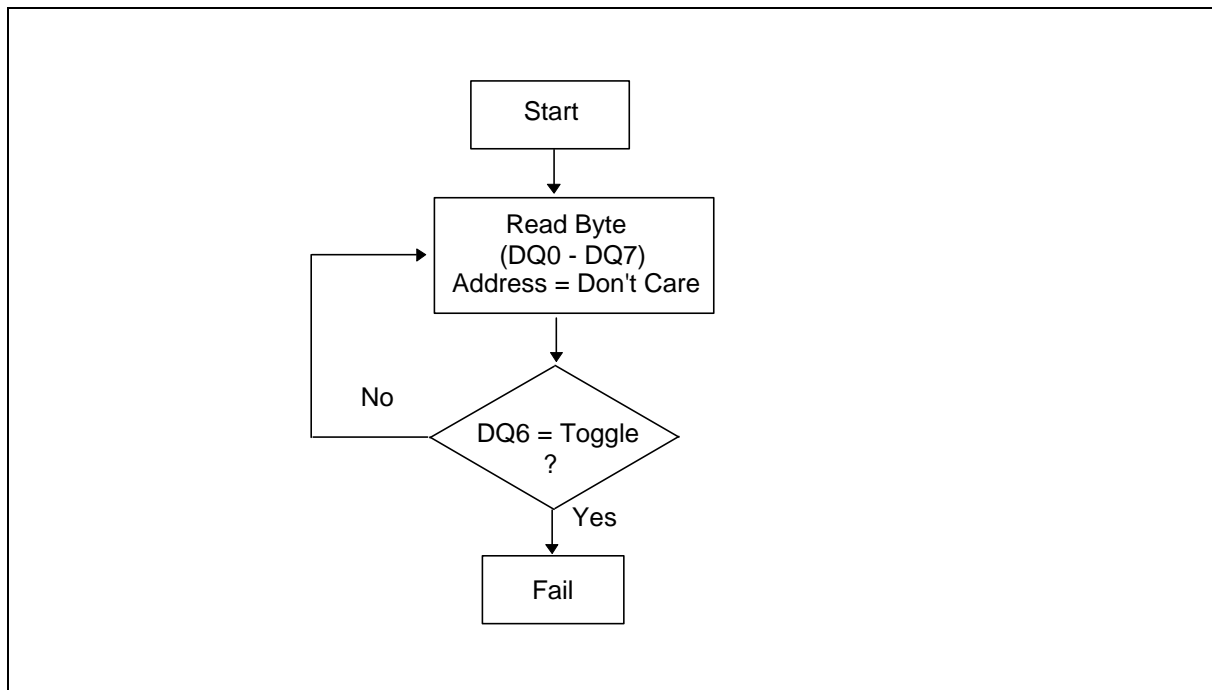 Start
Read Byte
(DQ0 - DQ7)
Address = Don't Care
No
DQ6 = Toggle
?
Yes
Fail